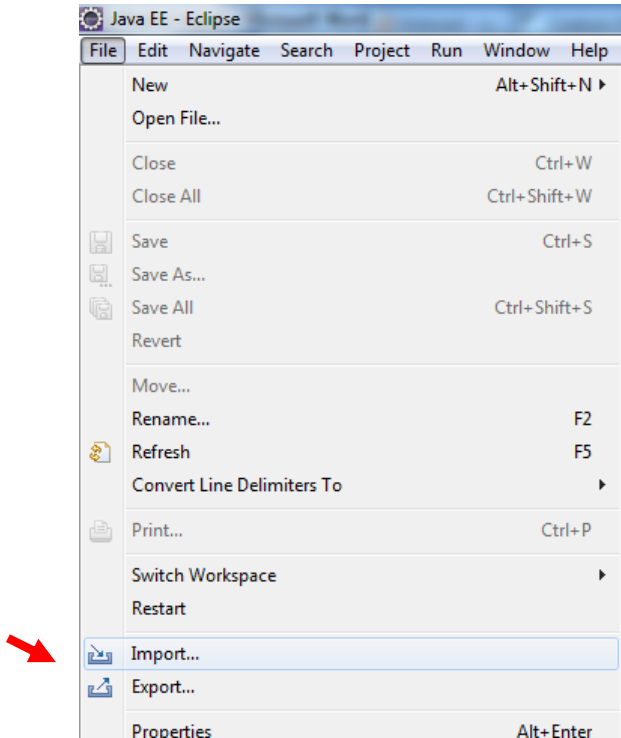 Java EE - Eclipse
File Edit Navigate Search Project Run Window Help
New Alt+Shift+N
Open File...
Close Ctrl+W
Close All Ctrl+Shift+W
Save Ctrl+S
Save As...
Save All Ctrl+Shift+S
Revert
Move...
Rename... F2
Refresh F5
Convert Line Delimiters To
Print... Ctrl+P
Switch Workspace
Restart
Import...
Export...
Properties Alt+Enter